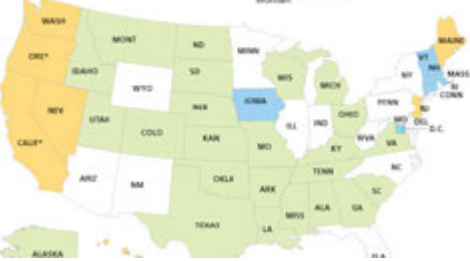 WASH
MONT
ND
MINN
MAINE
ORE*
IDAHO
SD
WIS
VT
NH
MASS
WYO
MICH
NY
RI
CONN
NEV
NEB
IOWA
PENN
NJ
UTAH
ILL
IND
OHIO
DEL
COLO
KAN
MO
WVA
VA
MD
D.C.
CALIF*
KY
NC
ARIZ
NM
OKLA
TENN
ARK
SC
TEXAS
MISS
ALA
GA
LA
ALASKA